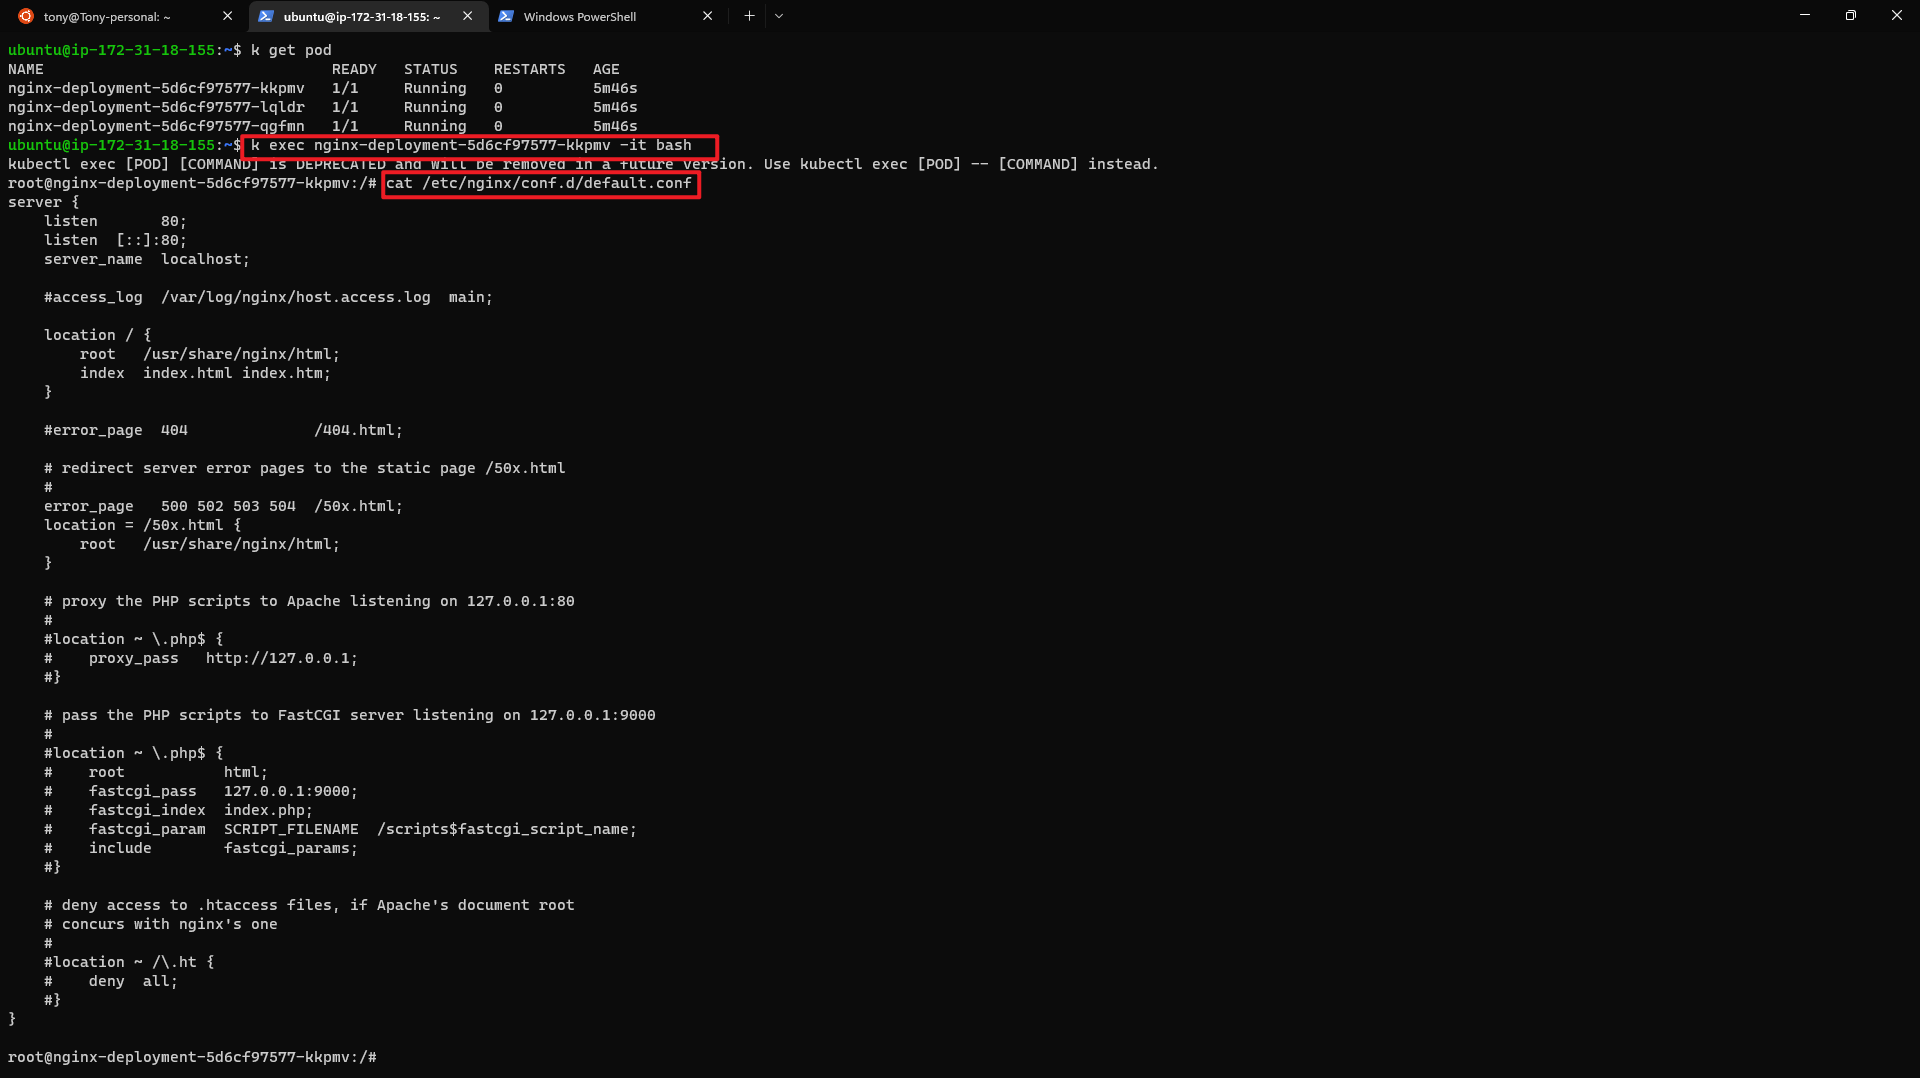 tony@Tony-personal: ~
ubuntu@ip-172-31-18-155: ~
Windows PowerShell
ubuntu@ip-172-31-18-155:~$ k get pod
NAME                                READY   STATUS    RESTARTS   AGE
nginx-deployment-5d6cf97577-kkpmv   1/1     Running   0          5m46s
nginx-deployment-5d6cf97577-lqldr   1/1     Running   0          5m46s
nginx-deployment-5d6cf97577-qgfmn   1/1     Running   0          5m46s
ubuntu@ip-172-31-18-155:~$ k exec nginx-deployment-5d6cf97577-kkpmv -it bash
kubectl exec [POD] [COMMAND] is DEPRECATED and will be removed in a future version. Use kubectl exec [POD] -- [COMMAND] instead.
root@nginx-deployment-5d6cf97577-kkpmv:/# cat /etc/nginx/conf.d/default.conf
server {
    listen       80;
    listen  [::]:80;
    server_name  localhost;

    #access_log  /var/log/nginx/host.access.log  main;

    location / {
        root   /usr/share/nginx/html;
        index  index.html index.htm;
    }

    #error_page  404              /404.html;

    # redirect server error pages to the static page /50x.html
    #
    error_page   500 502 503 504  /50x.html;
    location = /50x.html {
        root   /usr/share/nginx/html;
    }

    # proxy the PHP scripts to Apache listening on 127.0.0.1:80
    #
    #location ~ \.php$ {
    #    proxy_pass   http://127.0.0.1;
    #}

    # pass the PHP scripts to FastCGI server listening on 127.0.0.1:9000
    #
    #location ~ \.php$ {
    #    root           html;
    #    fastcgi_pass   127.0.0.1:9000;
    #    fastcgi_index  index.php;
    #    fastcgi_param  SCRIPT_FILENAME  /scripts$fastcgi_script_name;
    #    include        fastcgi_params;
    #}

    # deny access to .htaccess files, if Apache's document root
    # concurs with nginx's one
    #
    #location ~ /\.ht {
    #    deny  all;
    #}
}

root@nginx-deployment-5d6cf97577-kkpmv:/#